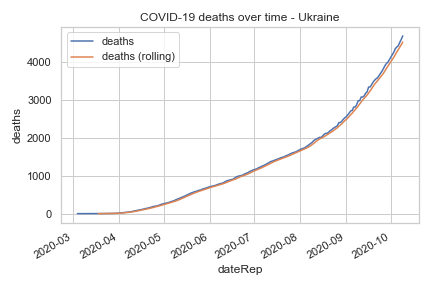 COVID-19 deaths over time - Ukraine
deaths
deaths (rolling)
deaths
4000
3000
2000
1000
0
2020-03
2020-04
2020-05
2020-06
2020-07
2020-08
2020-09
2020-10
dateRep